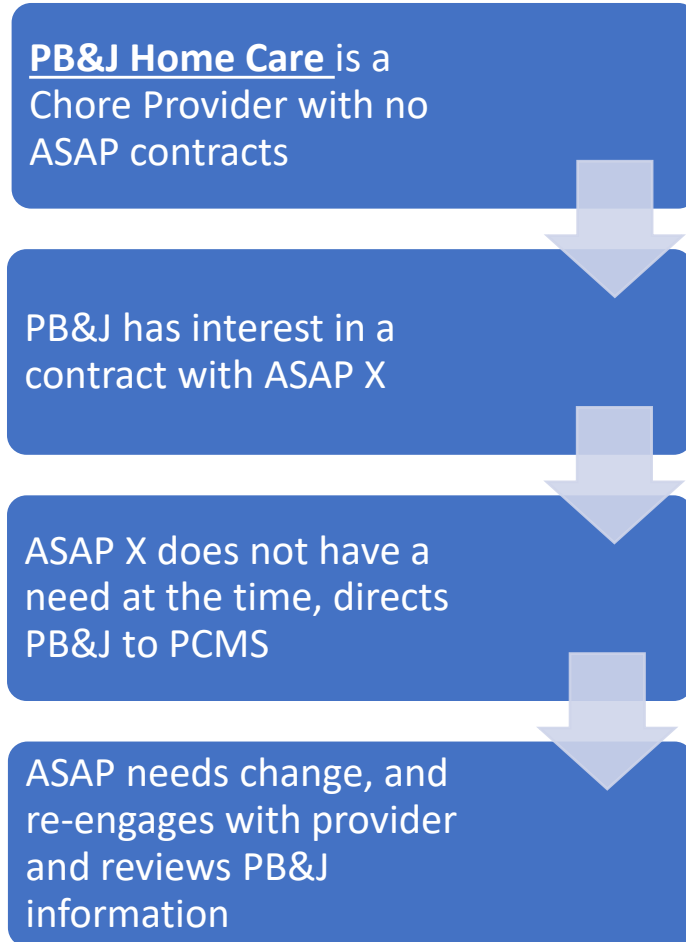 PB&J Home Care is a
Chore Provider with no
ASAP contracts
PB&J has interest in a
contract with ASAP X
ASAP X does not have a
need at the time, directs
PB&J to PCMS
ASAP needs change, and
re-engages with provider
and reviews PB&J
information